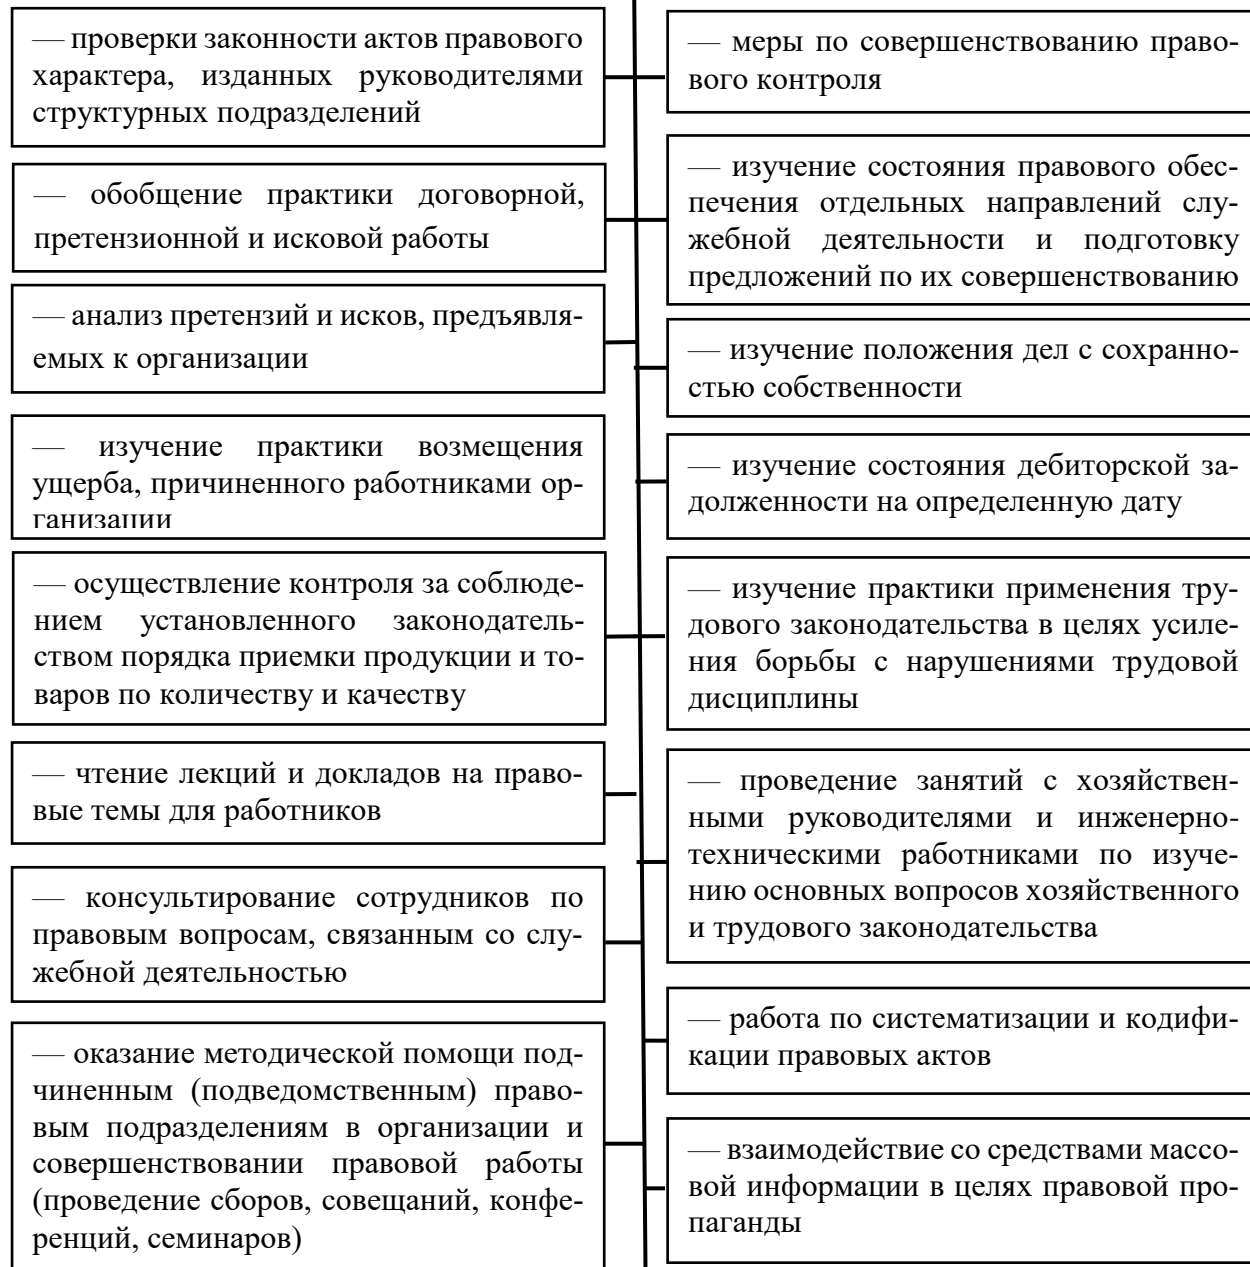 — проверки законности актов правового
характера, изданных руководителями
структурных подразделений
— обобщение практики договорной,
претензионной и исковой работы
— анализ претензий и исков, предъявля-
емых к организации
— изучение практики возмещения
ущерба, причиненного работниками ор-
ганизации
— осуществление контроля за соблюде-
нием установленного законодатель-
ством порядка приемки продукции и то-
варов по количеству и качеству
— чтение лекций и докладов на право-
вые темы для работников
— консультирование сотрудников по
правовым вопросам, связанным со слу-
жебной деятельностью
— оказание методической помощи под-
чиненным (подведомственным) право-
вым подразделениям в организации и
совершенствовании правовой работы
(проведение сборов, совещаний, конфе-
ренций, семинаров)
— меры по совершенствованию право-
вого контроля
— изучение состояния правового обес-
печения отдельных направлений слу-
жебной деятельности и подготовку
предложений по их совершенствованию
— изучение положения дел с сохранно-
стью собственности
— изучение состояния дебиторской за-
долженности на определенную дату
— изучение практики применения тру-
дового законодательства в целях усиле-
ния борьбы с нарушениями трудовой
дисциплины
— проведение занятий с хозяйствен-
ными руководителями и инженерно-
техническими работниками по изуче-
нию основных вопросов хозяйственного
и трудового законодательства
— работа по систематизации и кодифи-
кации правовых актов
— взаимодействие со средствами массо-
вой информации в целях правовой про-
паганды